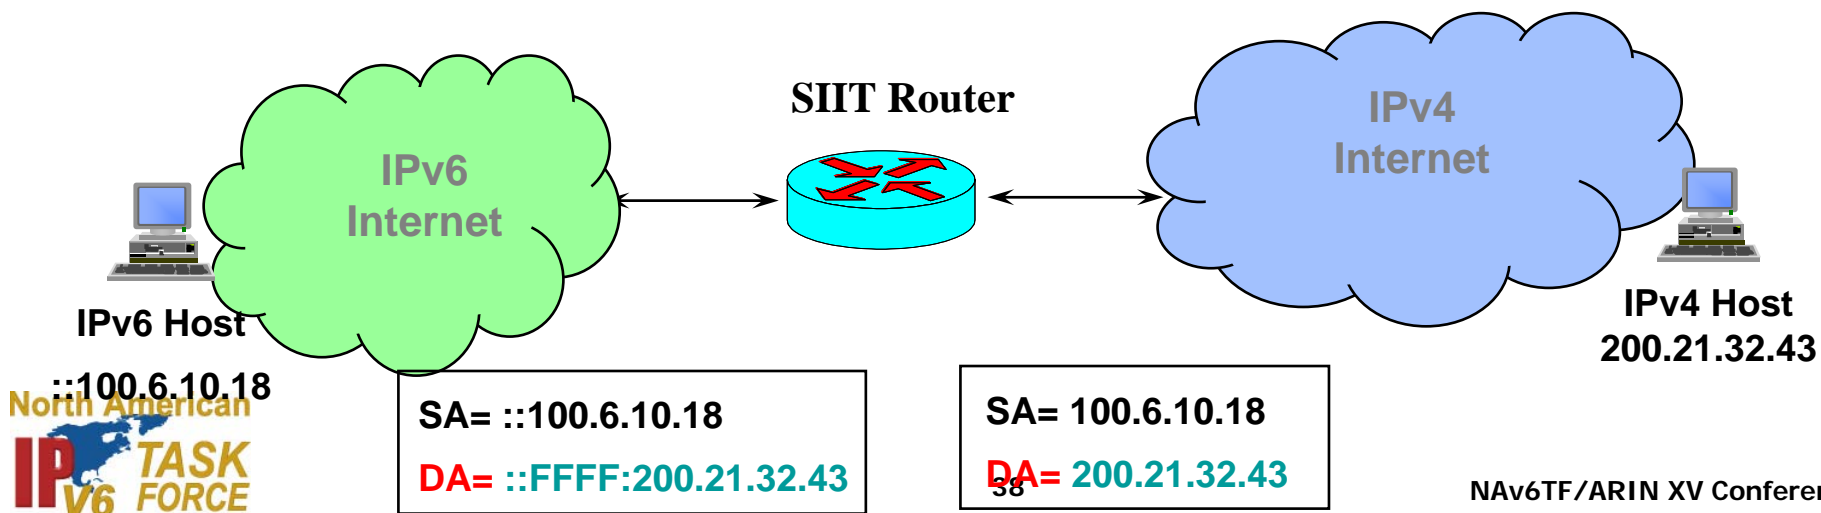 SIIT Router
IPv6
Internet
IPv4
Internet
IPv6 Host
::100.6.10.18
IPv4 Host
200.21.32.43
SA= ::100.6.10.18
DA= ::FFFF:200.21.32.43
SA= 100.6.10.18
DA= 200.21.32.43
North American
IPv6 TASK
FORCE
38
NAv6TF/ARIN XV Conferen